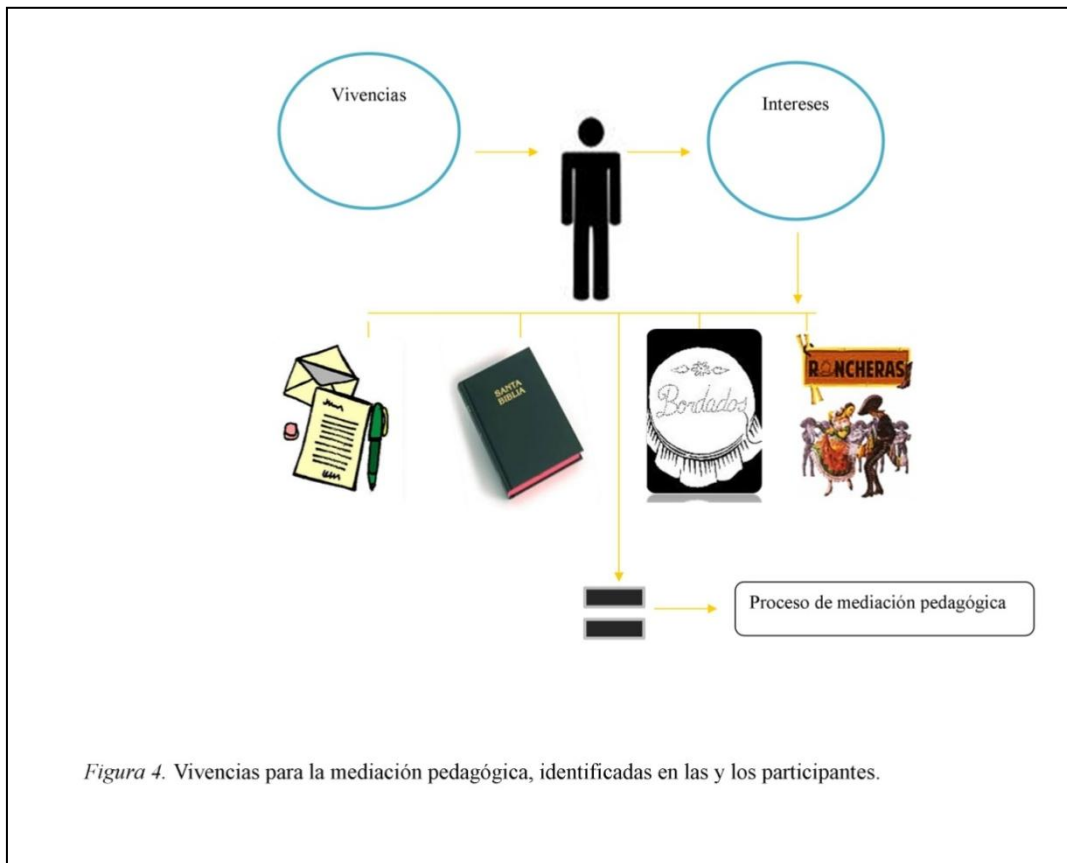 Vivencias
Intereses
SANTA
BIBLIA
Bordados
RANCHERAS
Proceso de mediación pedagógica
Figura 4. Vivencias para la mediación pedagógica, identificadas en las y los participantes.